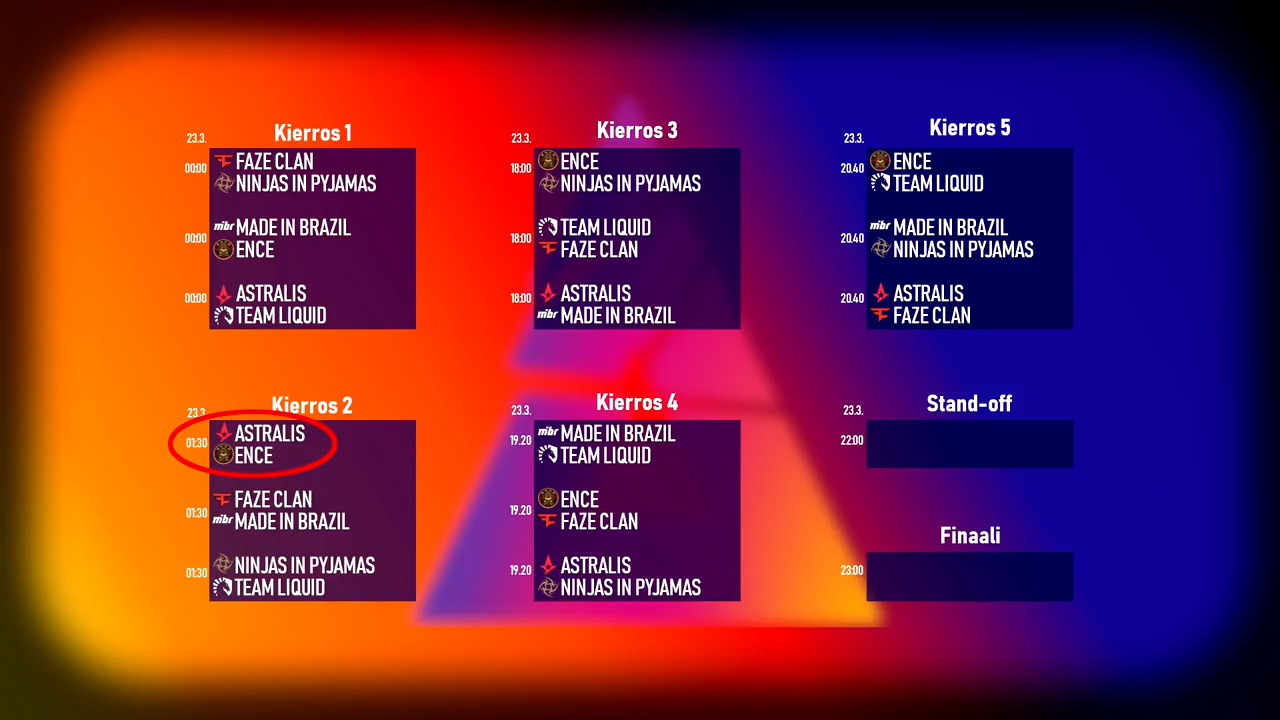 Kierros 1
23.3.
00:00
FAZE CLAN
NINJAS IN PYJAMAS
00:00
mibr MADE IN BRAZIL
ENCE
00:00
ASTRALIS
TEAM LIQUID
Kierros 2
23.3.
01:30
ASTRALIS
ENCE
01:30
FAZE CLAN
mibr MADE IN BRAZIL
01:30
NINJAS IN PYJAMAS
TEAM LIQUID
Kierros 3
23.3.
18:00
ENCE
NINJAS IN PYJAMAS
18:00
TEAM LIQUID
FAZE CLAN
18:00
ASTRALIS
mibr MADE IN BRAZIL
Kierros 4
23.3.
19.20
mibr MADE IN BRAZIL
TEAM LIQUID
19.20
ENCE
FAZE CLAN
19.20
ASTRALIS
NINJAS IN PYJAMAS
Kierros 5
23.3.
20.40
ENCE
TEAM LIQUID
20.40
mibr MADE IN BRAZIL
NINJAS IN PYJAMAS
20.40
ASTRALIS
FAZE CLAN
Stand-off
23.3.
22:00
Finaali
23:00